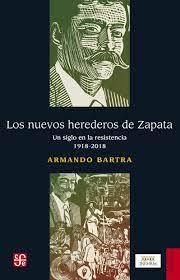 Los nuevos herederos de Zapata
Un siglo en la resistencia
1918-2018
ARMANDO BARTRA